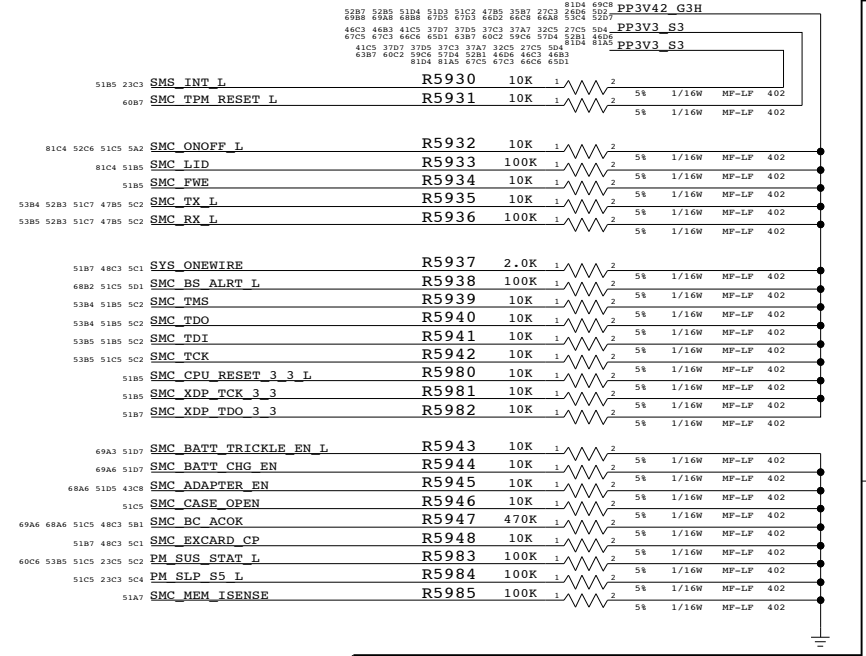 81D4 69C8 PP3V42_G3H
52B7 52B5 51D4 51D3 51C2 47B5 35B7 27C3 26D6 5D2
69B8 69A8 68B8 67D5 67D3 66D2 66C8 66A8 53C4 52D7
46C3 46B3 41C5 37D7 37D5 37C3 37A7 32C5 27C5 5D4 PP3V3_S3
67C5 67C3 66C6 65D1 63B7 60C2 59C6 57D4 52B1 46D6
81D4 81A5 PP3V3_S3
41C5 37D7 37D5 37C3 37A7 32C5 27C5 5D4
63B7 60C2 59C6 57D4 52B1 46D6 46C3 46B3
81D4 81A5 67C5 67C3 66C6 65D1
51B5 23C3 SMS_INT_L R5930 10K 1 2 5% 1/16W MF-LF 402
60B7 SMC_TPM_RESET_L R5931 10K 1 2 5% 1/16W MF-LF 402
81C4 52C6 51C5 5A2 SMC_ONOFF_L R5932 10K 1 2 5% 1/16W MF-LF 402
81C4 51B5 SMC_LID R5933 100K 1 2 5% 1/16W MF-LF 402
51B5 SMC_FWE R5934 10K 1 2 5% 1/16W MF-LF 402
53B4 52B3 51C7 47B5 5C2 SMC_TX_L R5935 10K 1 2 5% 1/16W MF-LF 402
53B5 52B3 51C7 47B5 5C2 SMC_RX_L R5936 100K 1 2 5% 1/16W MF-LF 402
51B7 48C3 5C1 SYS_ONEWIRE R5937 2.0K 1 2 5% 1/16W MF-LF 402
68B2 51C5 5D1 SMC_BS_ALRT_L R5938 100K 1 2 5% 1/16W MF-LF 402
53B4 51B5 5C2 SMC_TMS R5939 10K 1 2 5% 1/16W MF-LF 402
53B4 51B5 5C2 SMC_TDO R5940 10K 1 2 5% 1/16W MF-LF 402
53B5 51B5 5C2 SMC_TDI R5941 10K 1 2 5% 1/16W MF-LF 402
53B5 51C5 5C2 SMC_TCK R5942 10K 1 2 5% 1/16W MF-LF 402
51B5 SMC_CPU_RESET_3_3_L R5980 10K 1 2 5% 1/16W MF-LF 402
51B5 SMC_XDP_TCK_3_3 R5981 10K 1 2 5% 1/16W MF-LF 402
51B7 SMC_XDP_TDO_3_3 R5982 10K 1 2 5% 1/16W MF-LF 402
69A3 51D7 SMC_BATT_TRICKLE_EN_L R5943 10K 1 2 5% 1/16W MF-LF 402
69A6 51D7 SMC_BATT_CHG_EN R5944 10K 1 2 5% 1/16W MF-LF 402
68A6 51D5 43C8 SMC_ADAPTER_EN R5945 10K 1 2 5% 1/16W MF-LF 402
51C5 SMC_CASE_OPEN R5946 10K 1 2 5% 1/16W MF-LF 402
69A6 68A6 51C5 48C3 5B1 SMC_BC_ACOK R5947 470K 1 2 5% 1/16W MF-LF 402
51B7 48C3 5C1 SMC_EXCARD_CP R5948 10K 1 2 5% 1/16W MF-LF 402
60C6 53B5 51C5 23C5 5C2 PM_SUS_STAT_L R5983 100K 1 2 5% 1/16W MF-LF 402
51C5 23C3 5C4 PM_SLP_S5_L R5984 100K 1 2 5% 1/16W MF-LF 402
51A7 SMC_MEM_ISENSE R5985 100K 1 2 5% 1/16W MF-LF 402